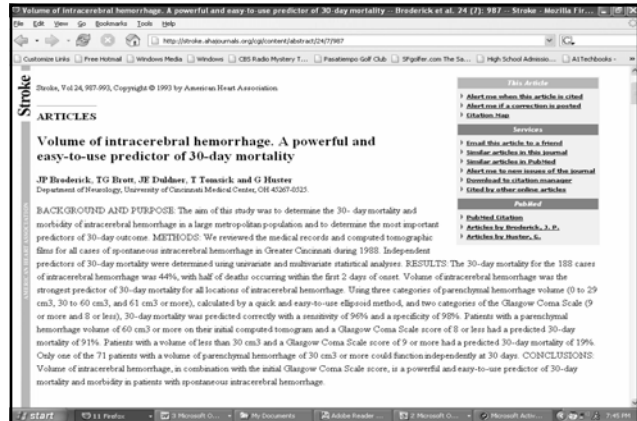 Volume of intracerebral hemorrhage. A powerful and easy-to-use predictor of 30-day mortality -- Broderick et al. 24 (7): 987 -- Stroke - Mozilla Fir...
File Edit View Go Bookmarks Tools Help
http://stroke.ahajournals.org/cgi/content/abstract/24/7/987
Customize Links Free Hotmail Windows Media Windows CBS Radio Mystery T... Pasatiempo Golf Club SFgolfer.com The Sa... High School Admissio... A1Techbooks -
Stroke
AMERICAN HEART ASSOCIATION
Stroke, Vol 24, 987-993, Copyright © 1993 by American Heart Association
ARTICLES
Volume of intracerebral hemorrhage. A powerful and
easy-to-use predictor of 30-day mortality
JP Broderick, TG Brott, JE Duldner, T Tomsick and G Huster
Department of Neurology, University of Cincinnati Medical Center, OH 45267-0525.
BACKGROUND AND PURPOSE: The aim of this study was to determine the 30- day mortality and
morbidity of intracerebral hemorrhage in a large metropolitan population and to determine the most important
predictors of 30-day outcome. METHODS: We reviewed the medical records and computed tomographic
films for all cases of spontaneous intracerebral hemorrhage in Greater Cincinnati during 1988. Independent
predictors of 30-day mortality were determined using univariate and multivariate statistical analyses. RESULTS: The 30-day mortality for the 188 cases
of intracerebral hemorrhage was 44%, with half of deaths occurring within the first 2 days of onset. Volume of intracerebral hemorrhage was the
strongest predictor of 30-day mortality for all locations of intracerebral hemorrhage. Using three categories of parenchymal hemorrhage volume (0 to 29
cm3, 30 to 60 cm3, and 61 cm3 or more), calculated by a quick and easy-to-use ellipsoid method, and two categories of the Glasgow Coma Scale (9
or more and 8 or less), 30-day mortality was predicted correctly with a sensitivity of 96% and a specificity of 98%. Patients with a parenchymal
hemorrhage volume of 60 cm3 or more on their initial computed tomogram and a Glasgow Coma Scale score of 8 or less had a predicted 30-day
mortality of 91%. Patients with a volume of less than 30 cm3 and a Glasgow Coma Scale score of 9 or more had a predicted 30-day mortality of 19%.
Only one of the 71 patients with a volume of parenchymal hemorrhage of 30 cm3 or more could function independently at 30 days. CONCLUSIONS:
Volume of intracerebral hemorrhage, in combination with the initial Glasgow Coma Scale score, is a powerful and easy-to-use predictor of 30-day
mortality and morbidity in patients with spontaneous intracerebral hemorrhage.
This Article
Alert me when this article is cited
Alert me if a correction is posted
Citation Map
Services
Email this article to a friend
Similar articles in this journal
Similar articles in PubMed
Alert me to new issues of the journal
Download to citation manager
Cited by other online articles
PubMed
PubMed Citation
Articles by Broderick, J. P.
Articles by Huster, G.
start 11 Firefox 3 Microsoft O... My Documents Adobe Reader ... 2 Microsoft O... Microsoft Activ... 7:45 PM